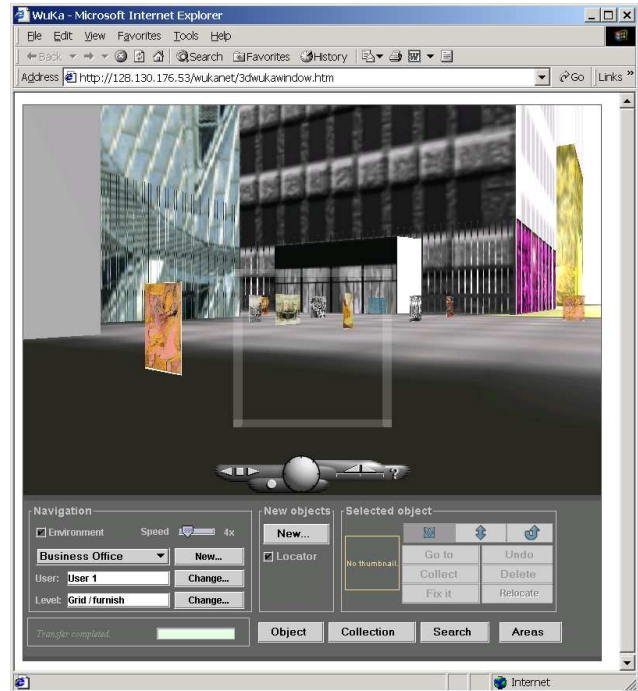 WuKa - Microsoft Internet Explorer
File Edit View Favorites Tools Help
Back Search Favorites History
Address http://128.130.176.53/wukanet/3dwukawindow.htm Go Links »
?
Navigation New objects Selected object
Environment Speed 4x New...
Business Office New... Locator No thumbnail. Go to Undo
User: User 1 Change... Collect Delete
Level: Grid / furnish Change... Fix it Relocate
Transfer completed. Object Collection Search Areas
Internet